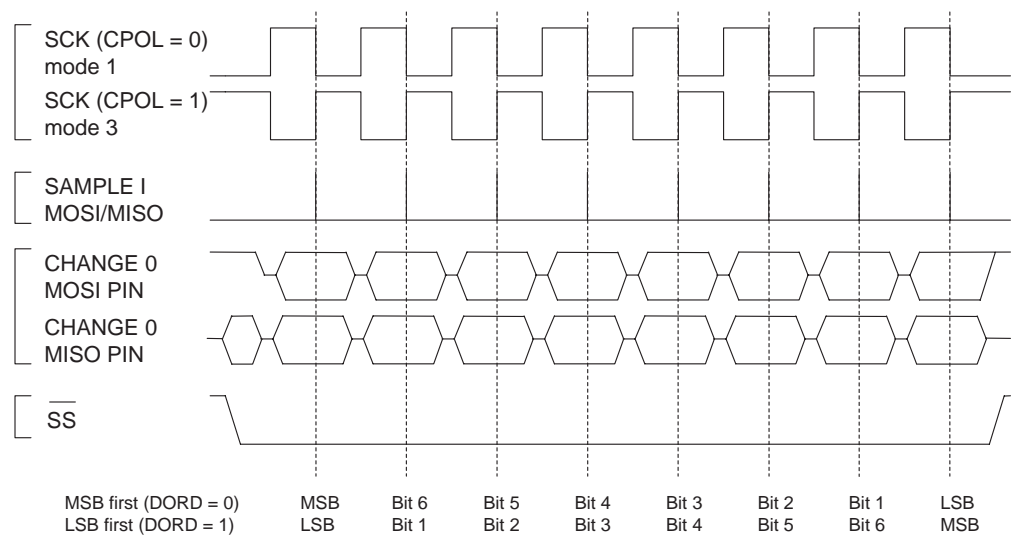 SCK (CPOL = 0)
mode 1
SCK (CPOL = 1)
mode 3
SAMPLE I
MOSI/MISO
CHANGE 0
MOSI PIN
CHANGE 0
MISO PIN
SS
MSB first (DORD = 0) MSB Bit 6 Bit 5 Bit 4 Bit 3 Bit 2 Bit 1 LSB
LSB first (DORD = 1) LSB Bit 1 Bit 2 Bit 3 Bit 4 Bit 5 Bit 6 MSB